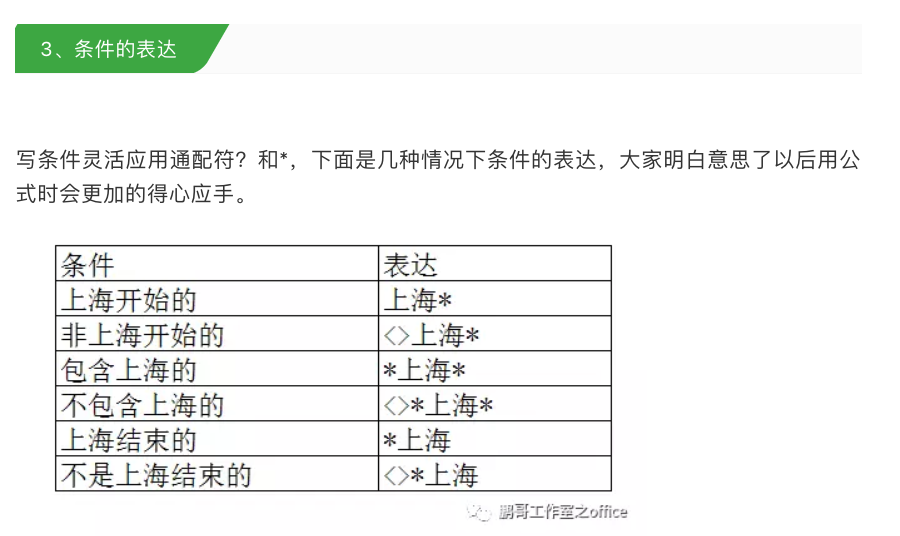 3、条件的表达
写条件灵活应用通配符？和*，下面是几种情况下条件的表达，大家明白意思了以后用公
式时会更加的得心应手。
条件 表达
上海开始的 上海*
非上海开始的 <>上海*
包含上海的 *上海*
不包含上海的 <>*上海*
上海结束的 *上海
不是上海结束的 <>*上海
鹏哥工作室之office